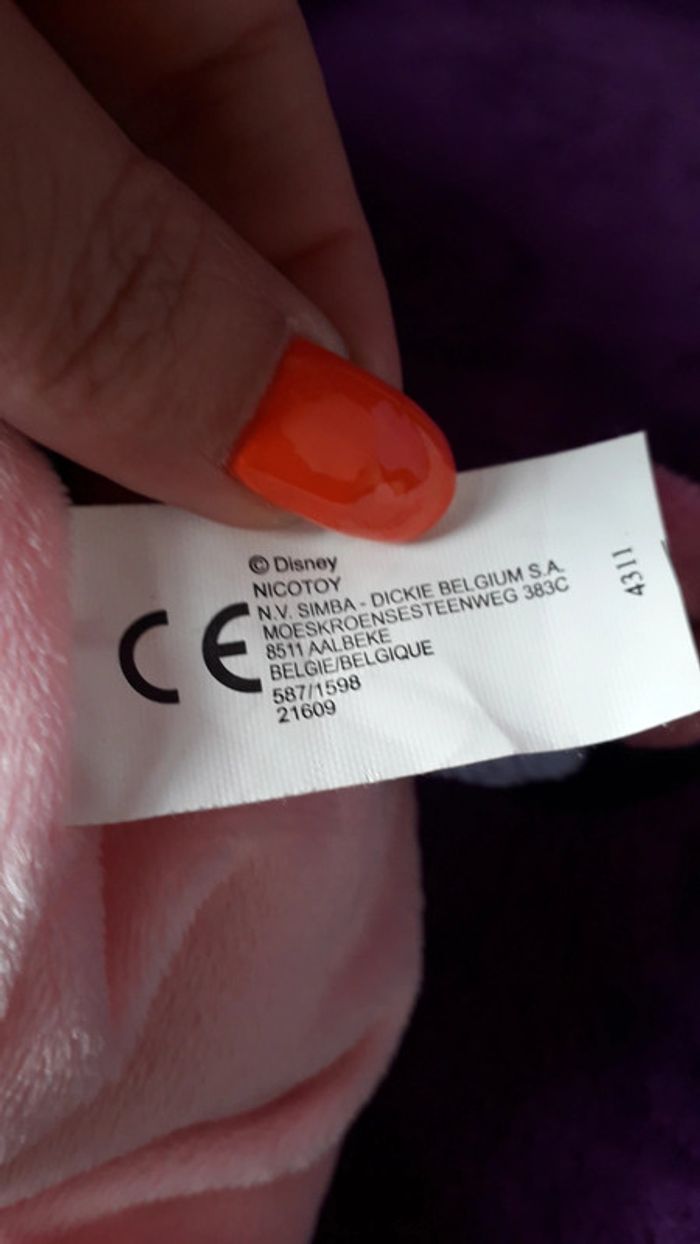 © Disney
NICOTOY
N.V. SIMBA - DICKIE BELGIUM S.A.
MOESKROENSESTEENWEG 383C
8511 AALBEKE
BELGIE/BELGIQUE
587/1598
21609
CE
4311